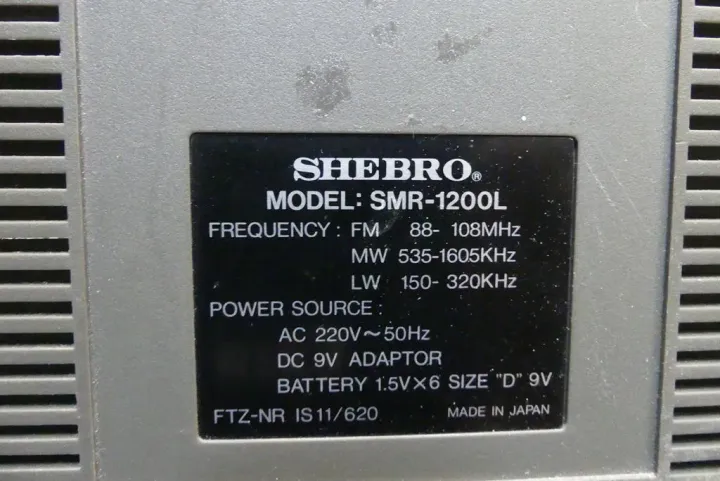 SHEBRO®
MODEL: SMR-1200L
FREQUENCY: FM 88- 108MHz
MW 535-1605KHz
LW 150- 320KHz
POWER SOURCE:
AC 220V~50Hz
DC 9V ADAPTOR
BATTERY 1.5V×6 SIZE "D" 9V
FTZ-NR IS11/620 MADE IN JAPAN